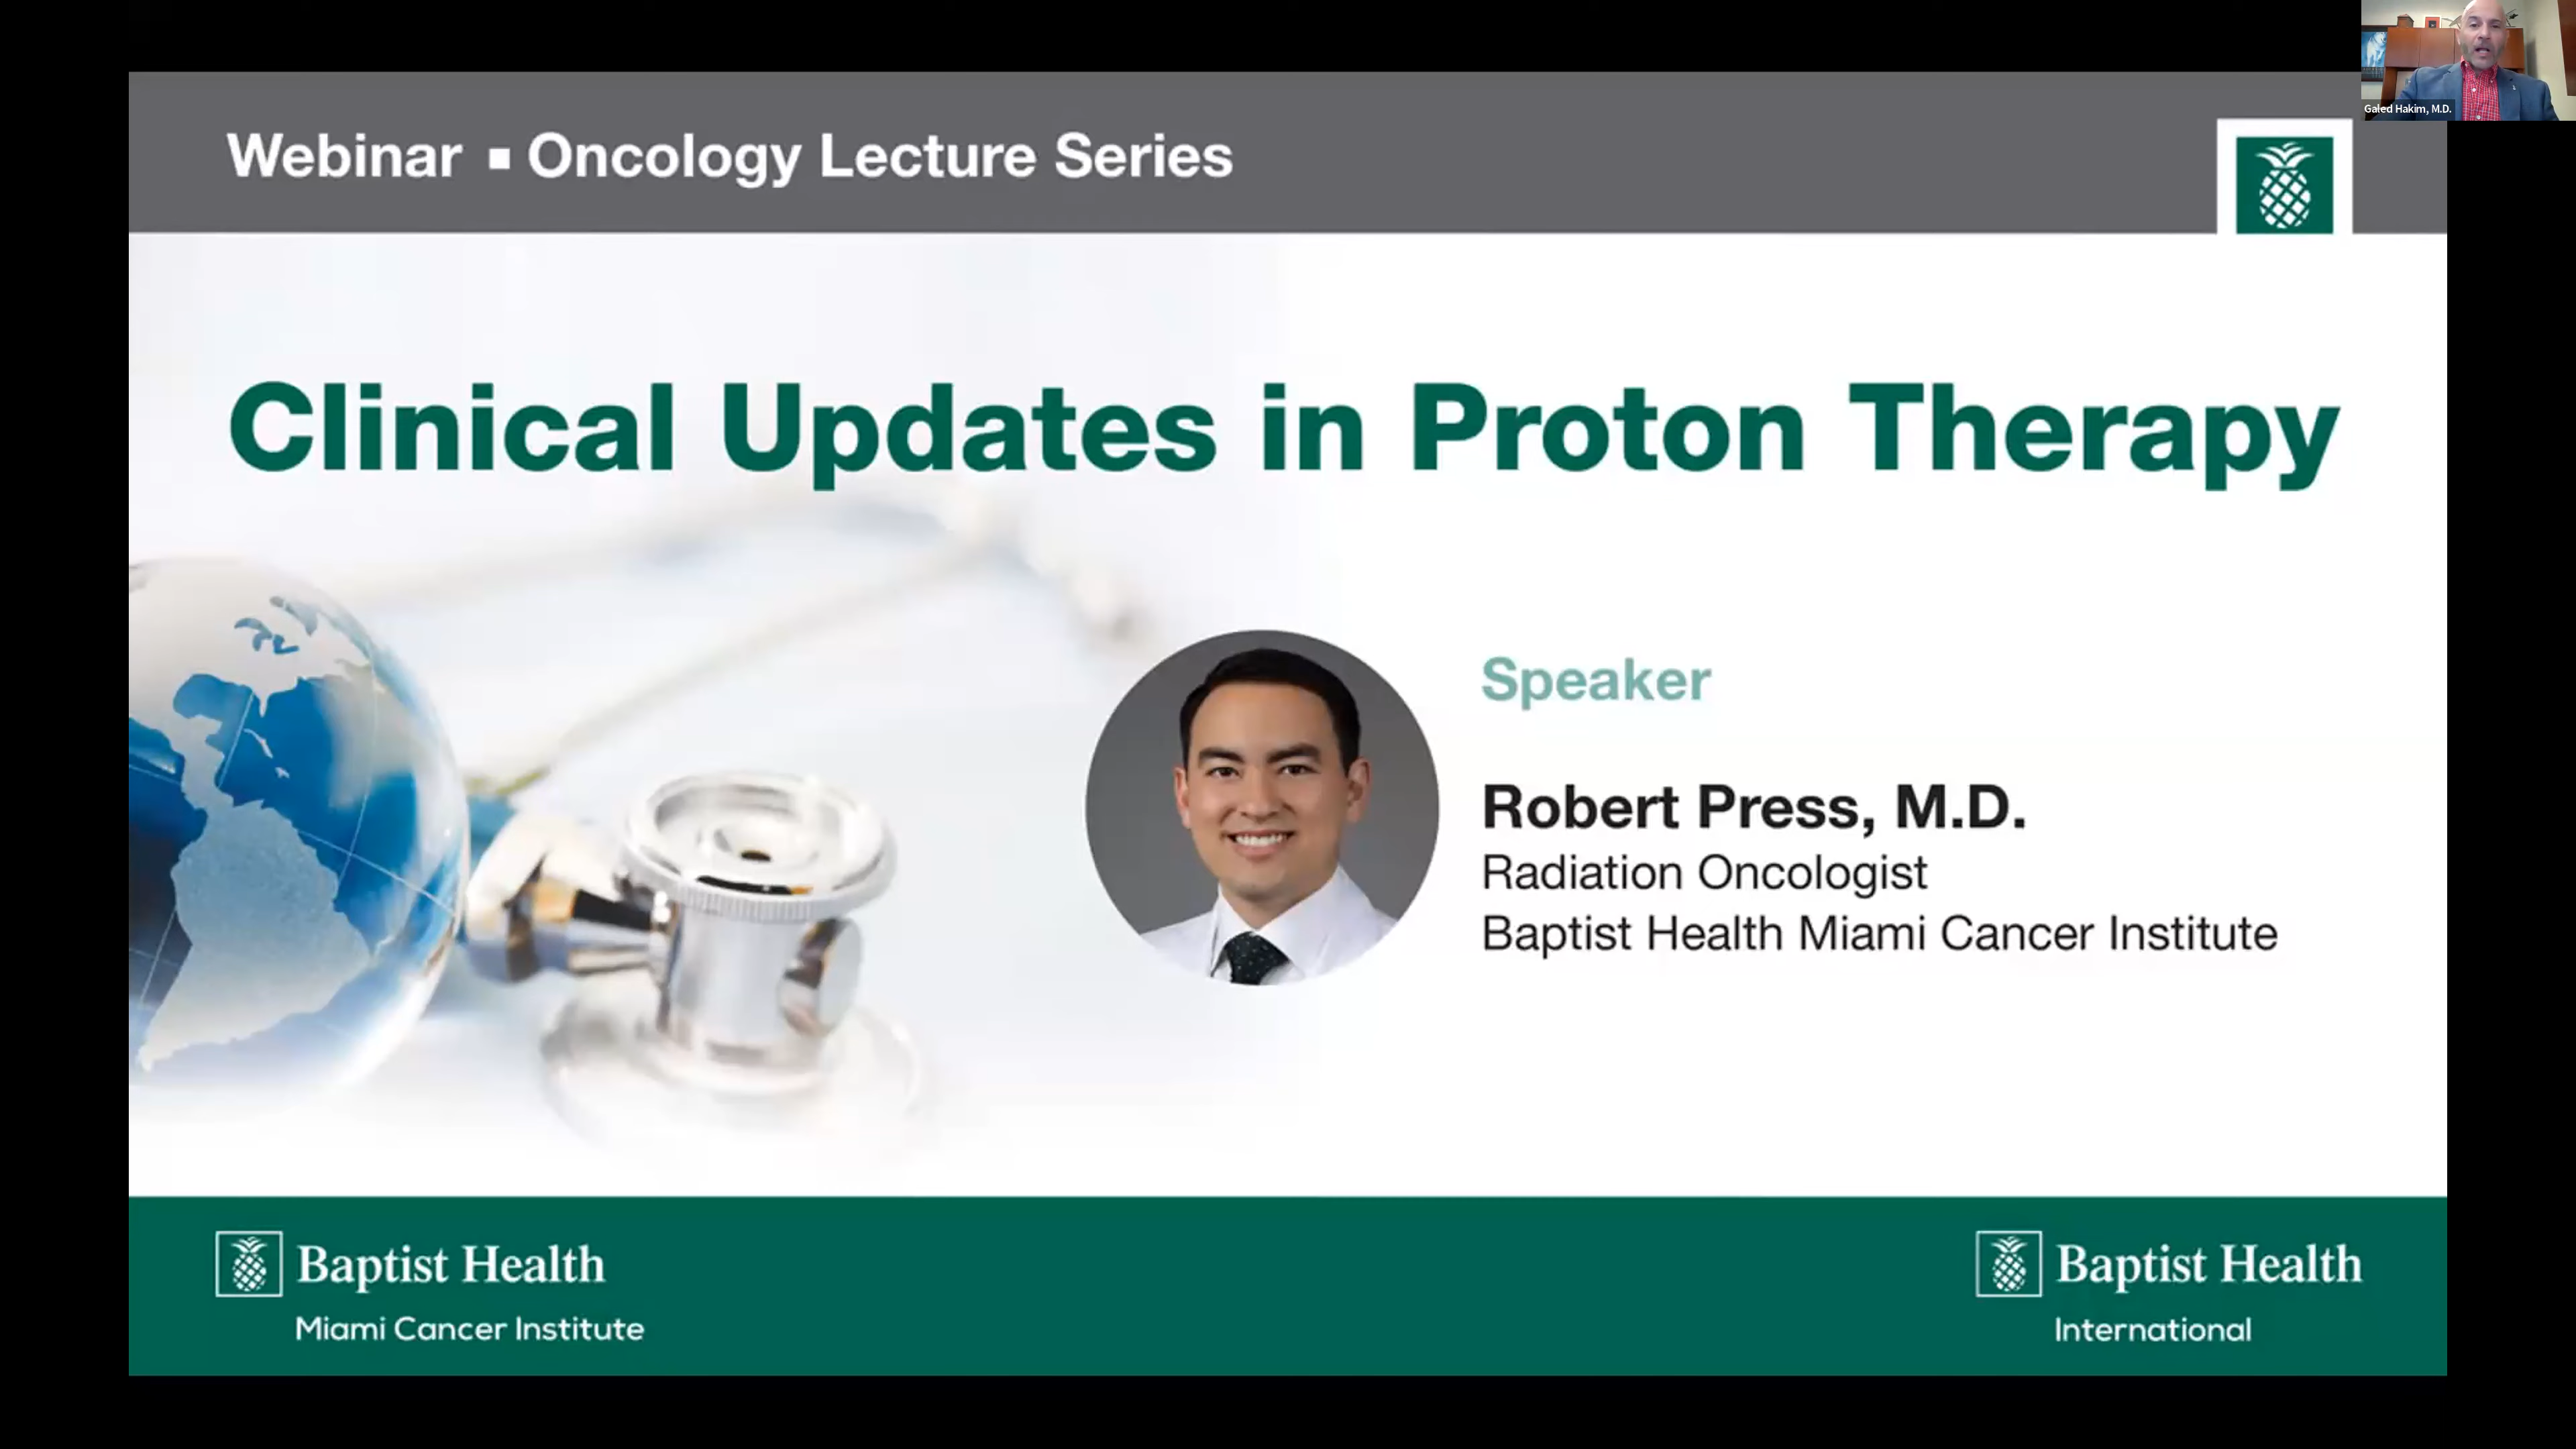 Galed Hakim, M.D.
Webinar ▪ Oncology Lecture Series
Clinical Updates in Proton Therapy
Speaker
Robert Press, M.D.
Radiation Oncologist
Baptist Health Miami Cancer Institute
Baptist Health
Miami Cancer Institute
Baptist Health
International